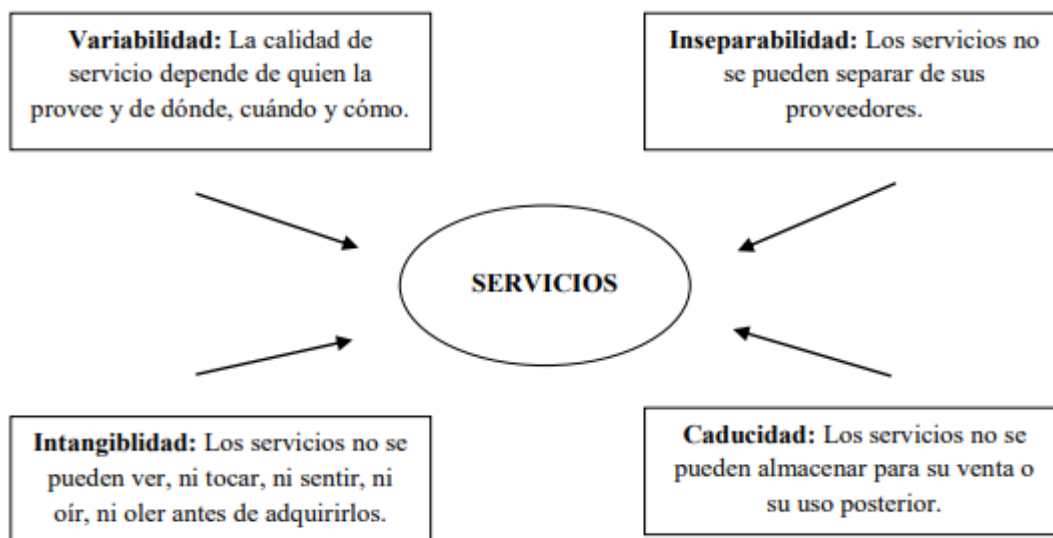 Variabilidad: La calidad de
servicio depende de quien la
provee y de dónde, cuándo y cómo.
Inseparabilidad: Los servicios no
se pueden separar de sus
proveedores.
SERVICIOS
Intangiblidad: Los servicios no se
pueden ver, ni tocar, ni sentir, ni
oír, ni oler antes de adquirirlos.
Caducidad: Los servicios no se
pueden almacenar para su venta o
su uso posterior.